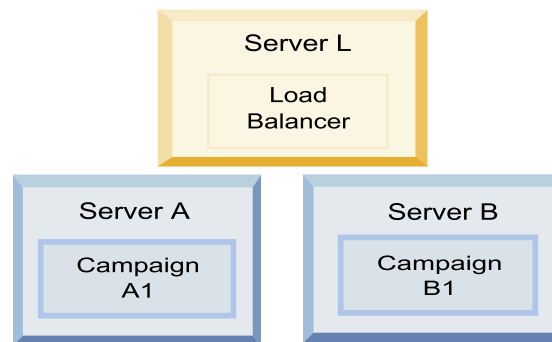 Server L
Load
Balancer
Server A
Campaign
A1
Server B
Campaign
B1